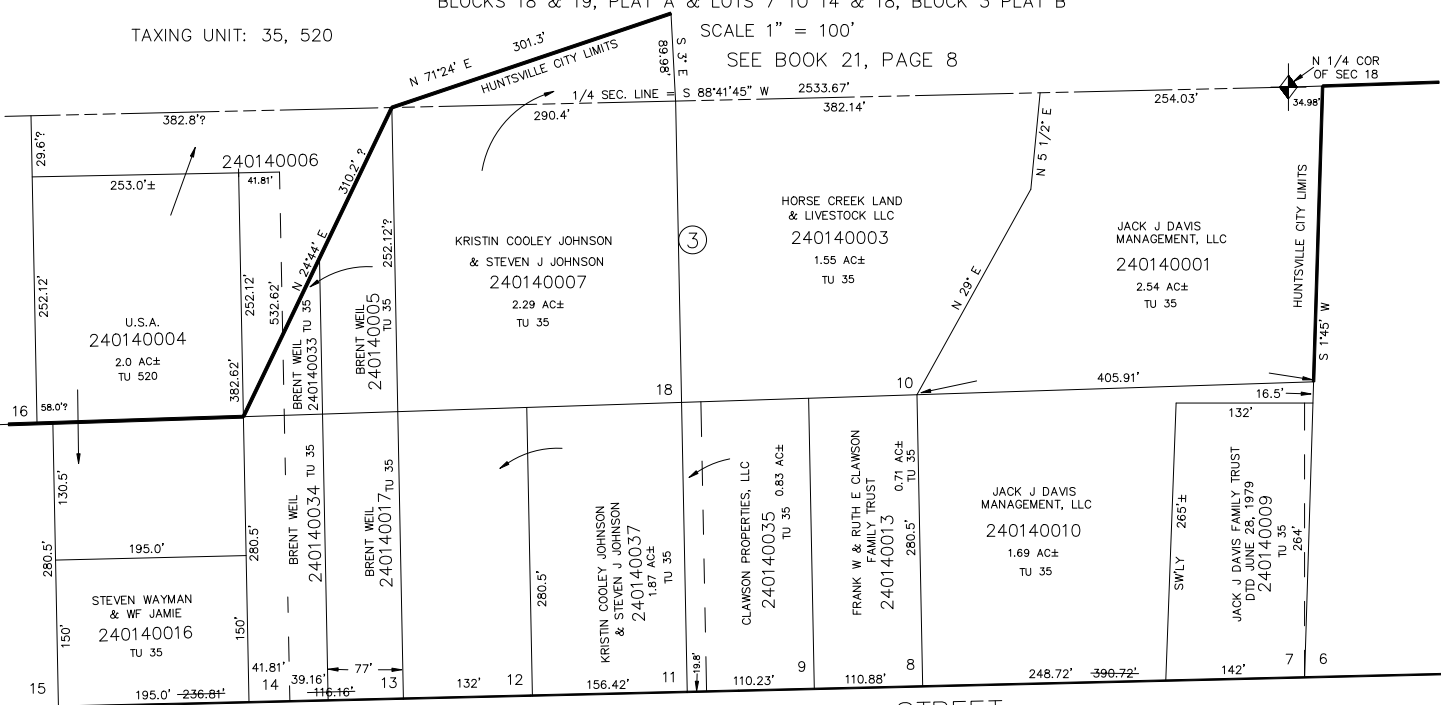 BLOCKS 18 & 19, PLAT A & LOTS 7 TO 14 & 18, BLOCK 3 PLAT B
TAXING UNIT: 35, 520
SCALE 1" = 100'
SEE BOOK 21, PAGE 8
N 71°24' E
301.3'
HUNTSVILLE CITY LIMITS
89.98'
S 3° E
1/4 SEC. LINE = S 88°41'45" W
2533.67'
N 1/4 COR
OF SEC 18
382.8'?
290.4'
382.14'
254.03'
34.98'
29.6'?
240140006
253.0'±
41.81'
310.2' ?
N 24°44' E
252.12'?
N 5 1/2° E
N 29° E
HUNTSVILLE CITY LIMITS
S 1°45' W
252.12'
252.12'
532.62'
382.62'
U.S.A.
240140004
2.0 AC±
TU 520
BRENT WEIL
240140033
TU 35
BRENT WEIL
240140005
TU 35
KRISTIN COOLEY JOHNSON
& STEVEN J JOHNSON
240140007
2.29 AC±
TU 35
3
HORSE CREEK LAND
& LIVESTOCK LLC
240140003
1.55 AC±
TU 35
JACK J DAVIS
MANAGEMENT, LLC
240140001
2.54 AC±
TU 35
16
58.0'?
18
10
405.91'
16.5'
132'
130.5'
280.5'
195.0'
280.5'
BRENT WEIL
240140034 TU 35
BRENT WEIL
240140017
TU 35
280.5'
KRISTIN COOLEY JOHNSON
& STEVEN J JOHNSON
240140037
1.87 AC±
TU 35
CLAWSON PROPERTIES, LLC
240140035
TU 35 0.83 AC±
FRANK W & RUTH E CLAWSON
FAMILY TRUST
240140013
0.71 AC±
TU 35
280.5'
JACK J DAVIS
MANAGEMENT, LLC
240140010
1.69 AC±
TU 35
SW'LY 265'±
JACK J DAVIS FAMILY TRUST
DTD JUNE 28, 1979
240140009
TU 35
264'
STEVEN WAYMAN
& WF JAMIE
240140016
TU 35
150'
150'
15
195.0' 236.81'
41.81'
14
39.16'
116.16'
77'
13
132'
12
156.42'
11
19.8'
110.23'
9
110.88'
8
248.72' 390.72'
142'
7
6
STREET